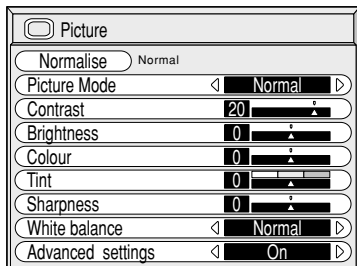 Picture
Normalise Normal
Picture Mode Normal
Contrast 20
Brightness 0
Colour 0
Tint 0
Sharpness 0
White balance Normal
Advanced settings On